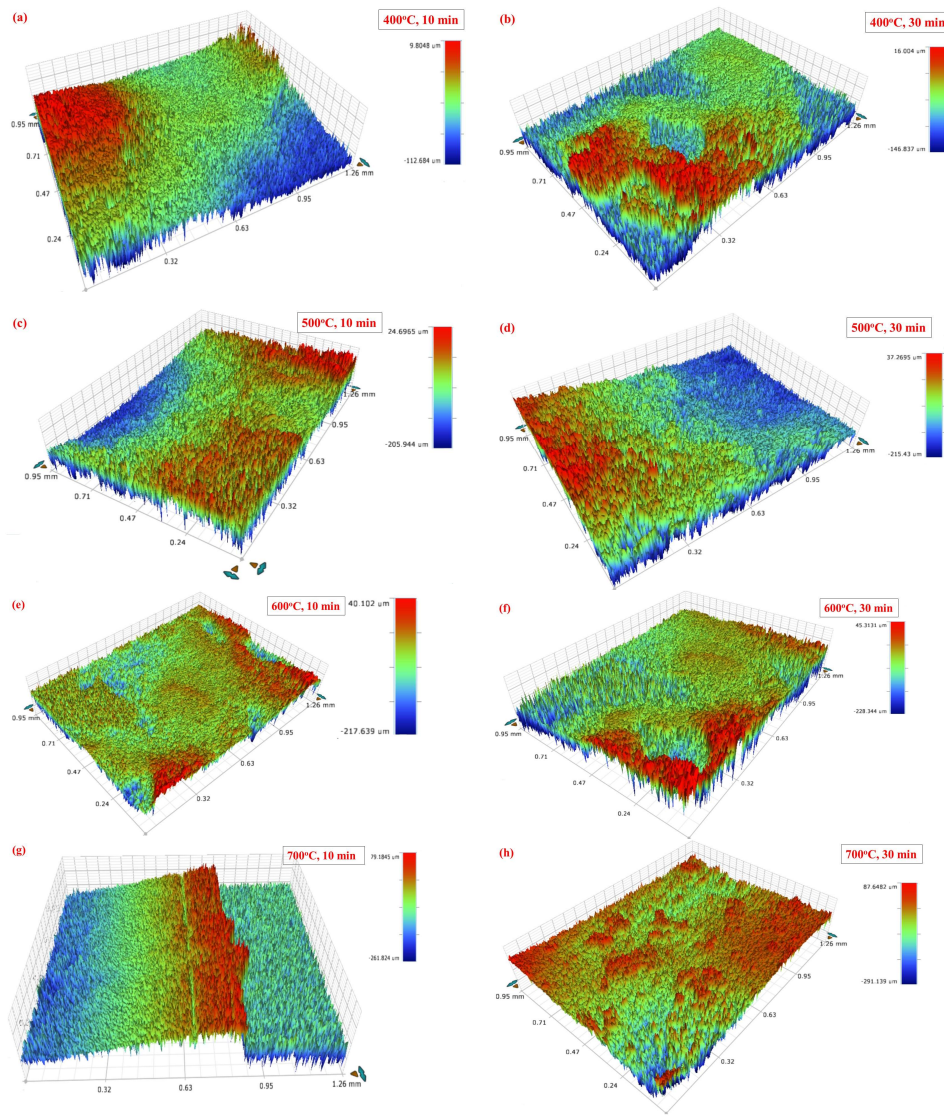 (a)
400°C, 10 min
9.8048 um
-112.684 um
0.95 mm
0.71
0.47
0.24
0.32
0.63
0.95
1.26 mm
(b)
400°C, 30 min
16.004 um
-146.837 um
0.95 mm
0.71
0.47
0.24
0.32
0.63
0.95
1.26 mm
(c)
500°C, 10 min
24.6965 um
-205.944 um
0.95 mm
0.71
0.47
0.24
0.32
0.63
0.95
1.26 mm
(d)
500°C, 30 min
37.2695 um
-215.43 um
0.95 mm
0.71
0.47
0.24
0.32
0.63
0.95
1.26 mm
(e)
600°C, 10 min
40.102 um
-217.639 um
0.95 mm
0.71
0.47
0.24
0.32
0.63
0.95
1.26 mm
(f)
600°C, 30 min
45.3131 um
-228.344 um
0.95 mm
0.71
0.47
0.24
0.32
0.63
0.95
1.26 mm
(g)
700°C, 10 min
79.1845 um
-261.824 um
0.32
0.63
0.95
1.26 mm
(h)
700°C, 30 min
87.6482 um
-291.139 um
0.95 mm
0.71
0.47
0.24
0.32
0.63
0.95
1.26 mm